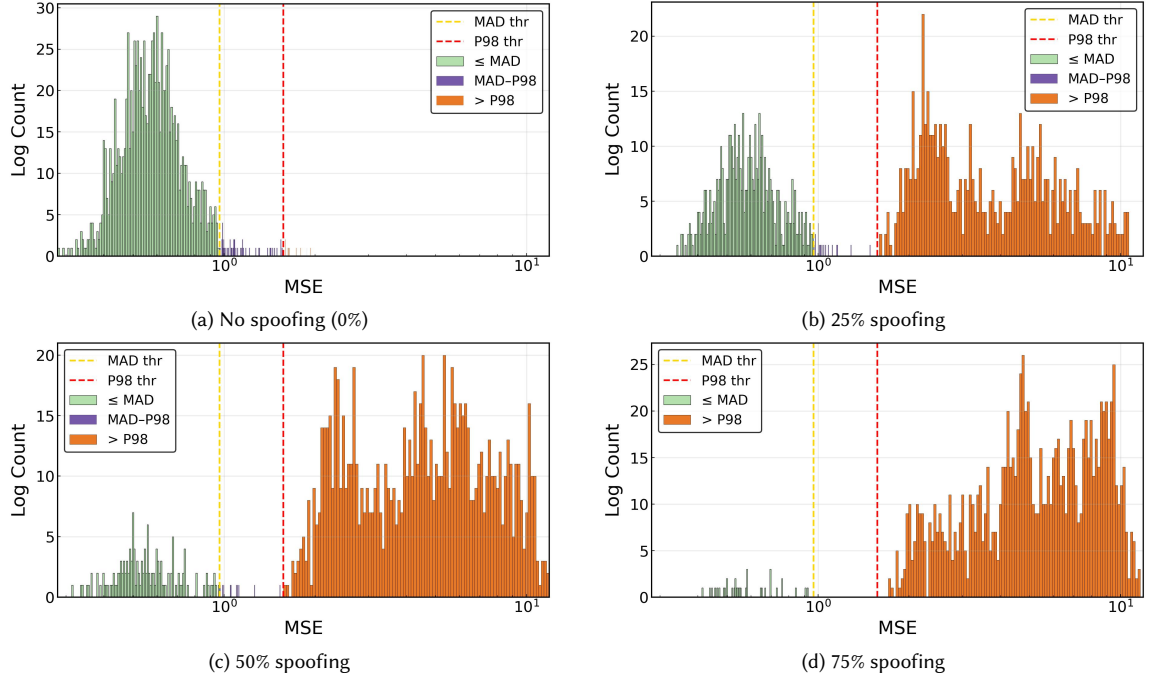 MAD thr
P98 thr
≤ MAD
MAD–P98
> P98
Log Count
30
25
20
15
10
5
0
10⁰
10¹
MSE
(a) No spoofing (0%)
MAD thr
P98 thr
≤ MAD
MAD–P98
> P98
Log Count
20
15
10
5
0
10⁰
10¹
MSE
(b) 25% spoofing
MAD thr
P98 thr
≤ MAD
MAD–P98
> P98
Log Count
20
15
10
5
0
10⁰
10¹
MSE
(c) 50% spoofing
MAD thr
P98 thr
≤ MAD
> P98
Log Count
25
20
15
10
5
0
10⁰
10¹
MSE
(d) 75% spoofing